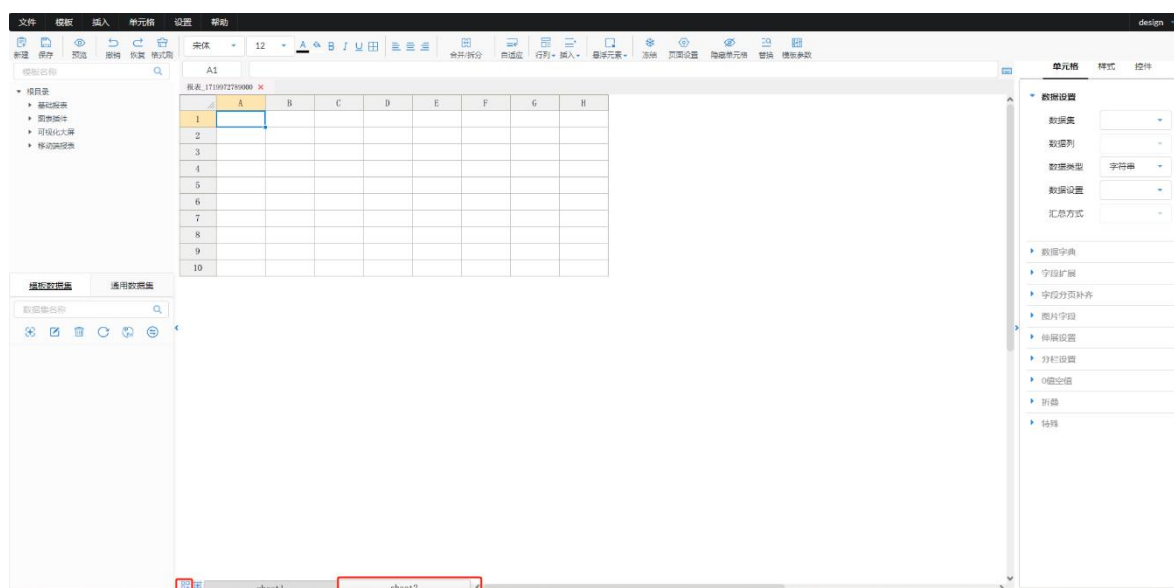 文件 模板 插入 单元格 设置 帮助 design
新建 保存 预览 撤销 恢复 格式刷 宋体 12 A B I U 合并/拆分 自适应 行列 插入 悬浮元素 冻结 页面设置 隐藏单元格 替换 模板参数
模板名称 A1 单元格 样式 控件
报表_1719972789000 ×
根目录
基础报表
图表插件
可视化大屏
移动端报表
A B C D E F G H
1
2
3
4
5
6
7
8
9
10
数据设置
数据集
数据列
数据类型 字符串
数据设置
汇总方式
数据字典
字段扩展
字段分页补齐
图片字段
伸展设置
分栏设置
0值空值
折叠
特殊
模板数据集 通用数据集
数据集名称
sheet1 sheet2